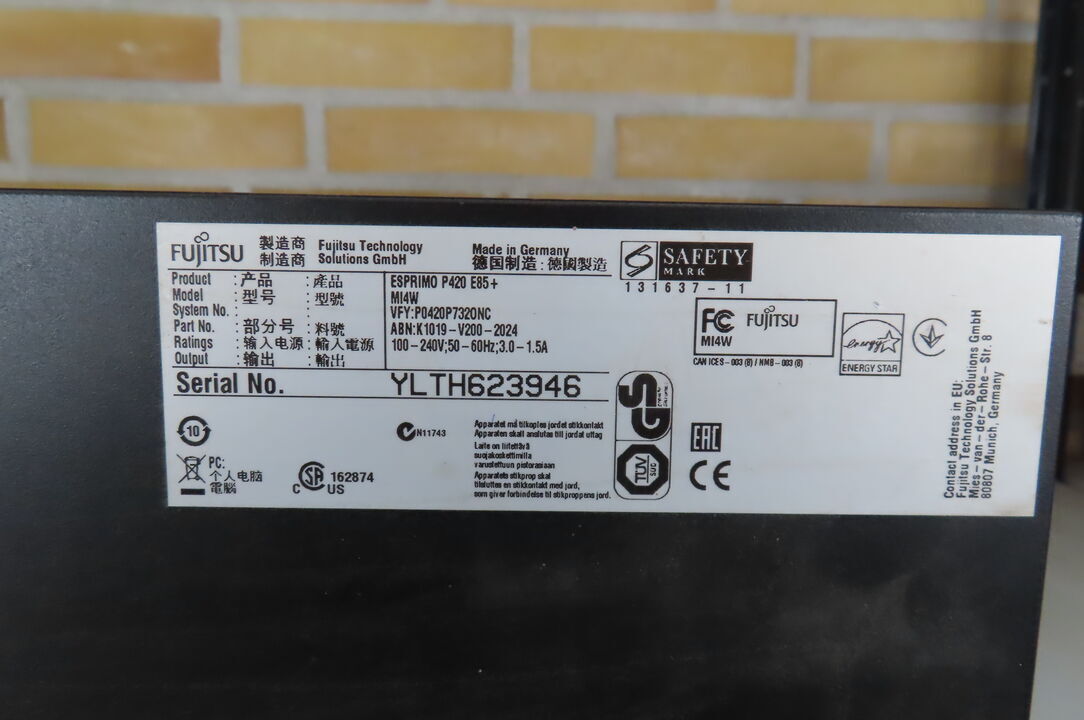 FUJITSU 製造商 制造商 Fujitsu Technology Solutions GmbH
Made in Germany
德国制造：德國製造
Product : 产品 : 產品 ESPRIMO P420 E85+
Model : 型号 : 型號 MI4W
System No. : : VFY:P0420P7320NC
Part No. : 部分号 : 料號 ABN:K1019-V200-2024
Ratings : 输入电源 : 輸入電源 100-240V;50-60Hz;3.0-1.5A
Output : 输出 : 輸出
Serial No. YLTH623946
SAFETY
MARK
131637-11
FC FUJITSU
MI4W
CAN ICES-003 (B) / NMB-003 (B)
energy
ENERGY STAR
10
N11743
PC:
个人电脑
電腦
C SA US 162874
Apparatet må tilkoples jordet stikkontakt
Apparaten skall anslutas till jordat uttag
Laite on liitettävä
suojakoskettimilla
varustettuun pistorasiaan
Apparatets stikprop skal
tilsluttes en stikkontakt med jord,
som giver forbindelse til stikproppens jord.
GS
TÜV
SUD
EAC
CE
Contact address in EU:
Fujitsu Technology Solutions GmbH
Mies-van-der-Rohe-Str. 8
80807 Munich, Germany